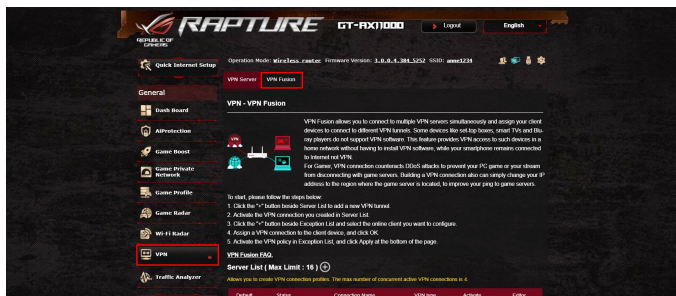 RAPTURE GT-AX11000 Logout English
REPUBLIC OF
GAMERS
Operation Mode: Wireless router Firmware Version: 3.0.0.4.384_5252 SSID: anne1234
Quick Internet Setup
VPN Server VPN Fusion
General
VPN - VPN Fusion
Dash Board
AiProtection
Game Boost
Game Private
Network
Game Profile
Game Radar
Wi-Fi Radar
VPN
Traffic Analyzer
VPN Fusion allows you to connect to multiple VPN servers simultaneously and assign your client
devices to connect to different VPN tunnels. Some devices like set-top boxes, smart TVs and Blu-
ray players do not support VPN software. This feature provides VPN access to such devices in a
home network without having to install VPN software, while your smartphone remains connected
to Internet not VPN.
For Gamer, VPN connection counteracts DDoS attacks to prevent your PC game or your stream
from disconnecting with game servers. Building a VPN connection also can simply change your IP
address to the region where the game server is located, to improve your ping to game servers.
To start, please follow the steps below
1. Click the "+" button beside Server List to add a new VPN tunnel.
2. Activate the VPN connection you created in Server List.
3. Click the "+" button beside Exception List and select the online client you want to configure.
4. Assign a VPN connection to the client device, and click OK.
5. Activate the VPN policy in Exception List, and click Apply at the bottom of the page.
VPN Fusion FAQ.
Server List ( Max Limit : 16 )
Allows you to create VPN connection profiles. The max number of concurrent active VPN connections is 4.
Default Status Connection Name VPN type Activate Editor